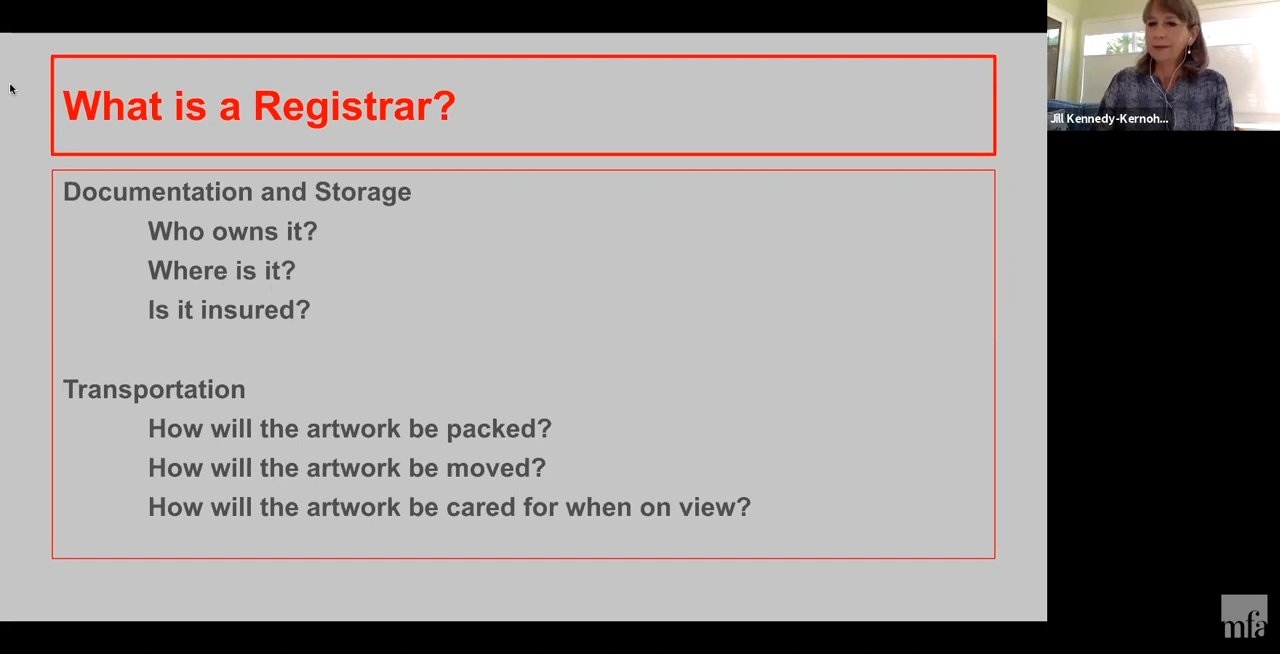 What is a Registrar?
Documentation and Storage
Who owns it?
Where is it?
Is it insured?
Transportation
How will the artwork be packed?
How will the artwork be moved?
How will the artwork be cared for when on view?
Jill Kennedy-Kernoh...
mfa